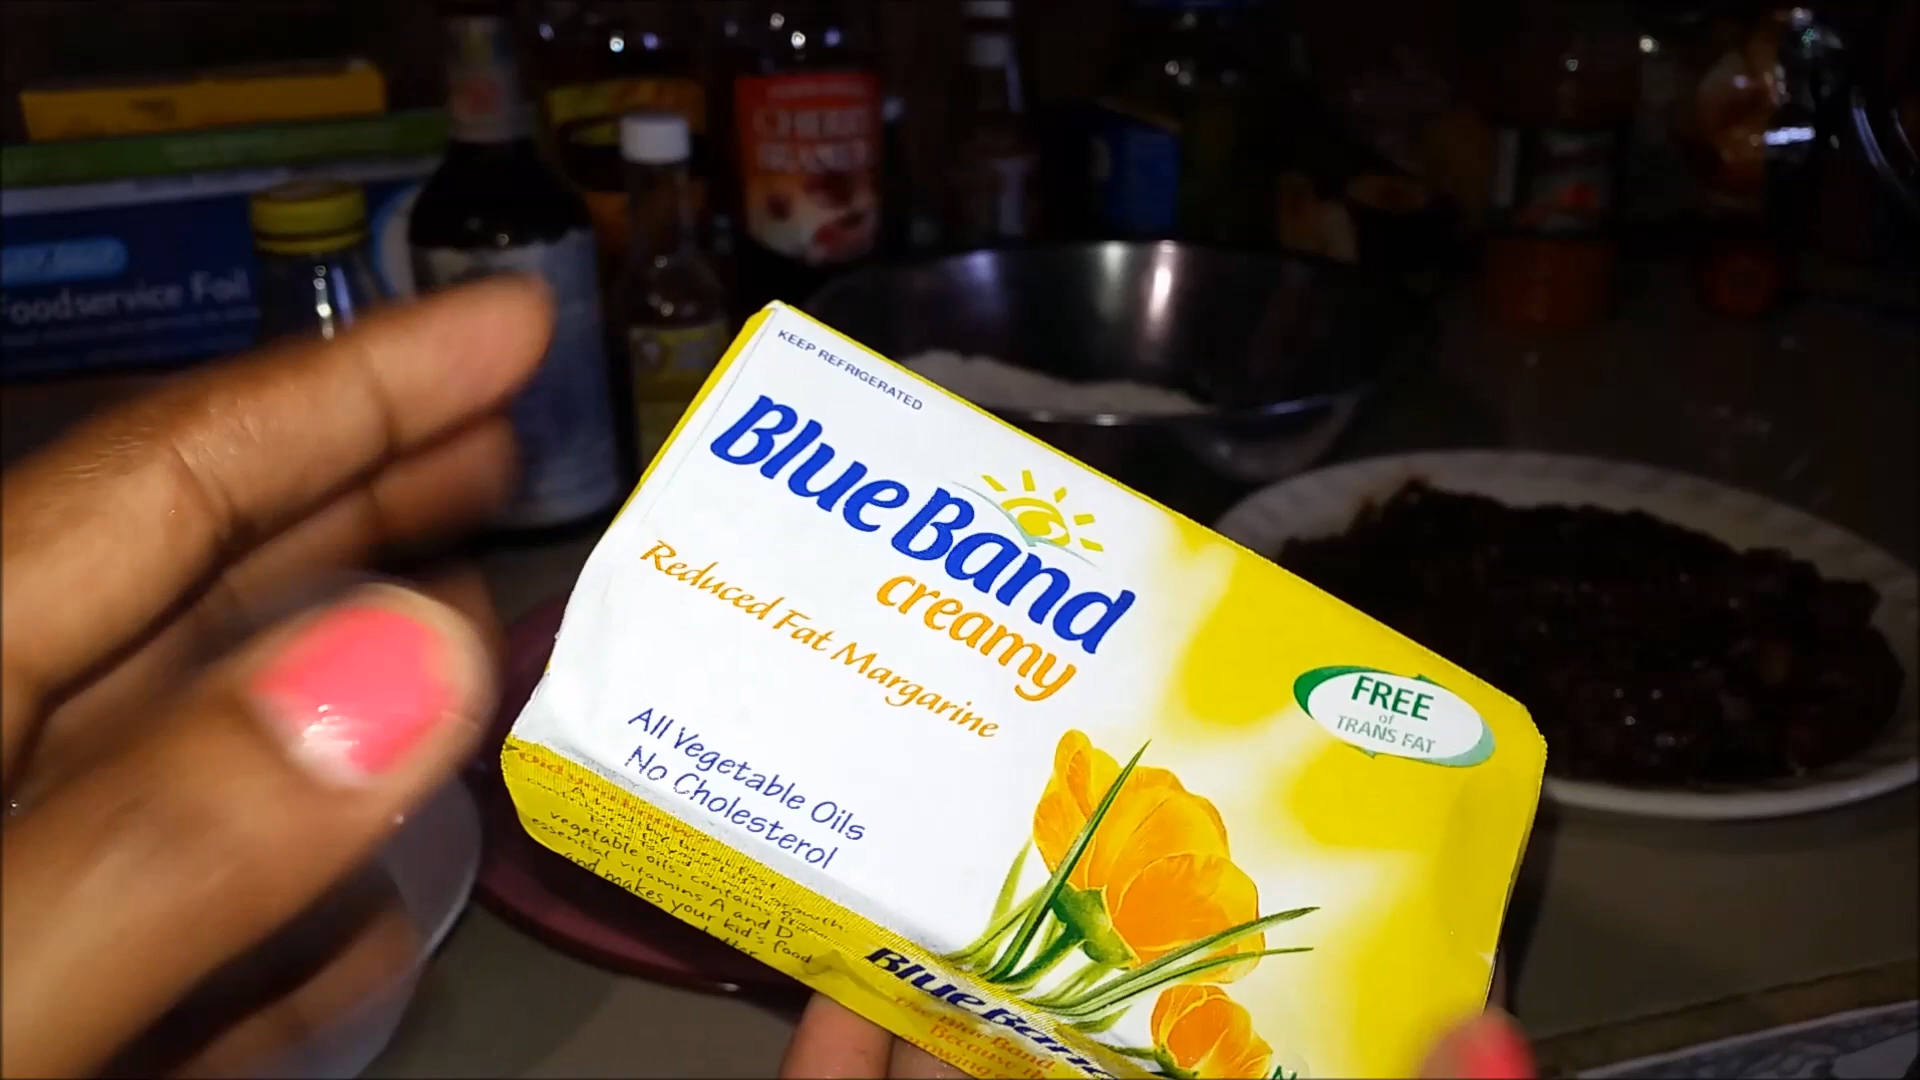 Foodservice Foil
CHERRY
BRANDY
KEEP REFRIGERATED
Blue Band
creamy
Reduced Fat Margarine
All Vegetable Oils
No Cholesterol
FREE
of
TRANS FAT
vegetable oils, contains
essential vitamins A and D
and makes your kid's food
Blue Band